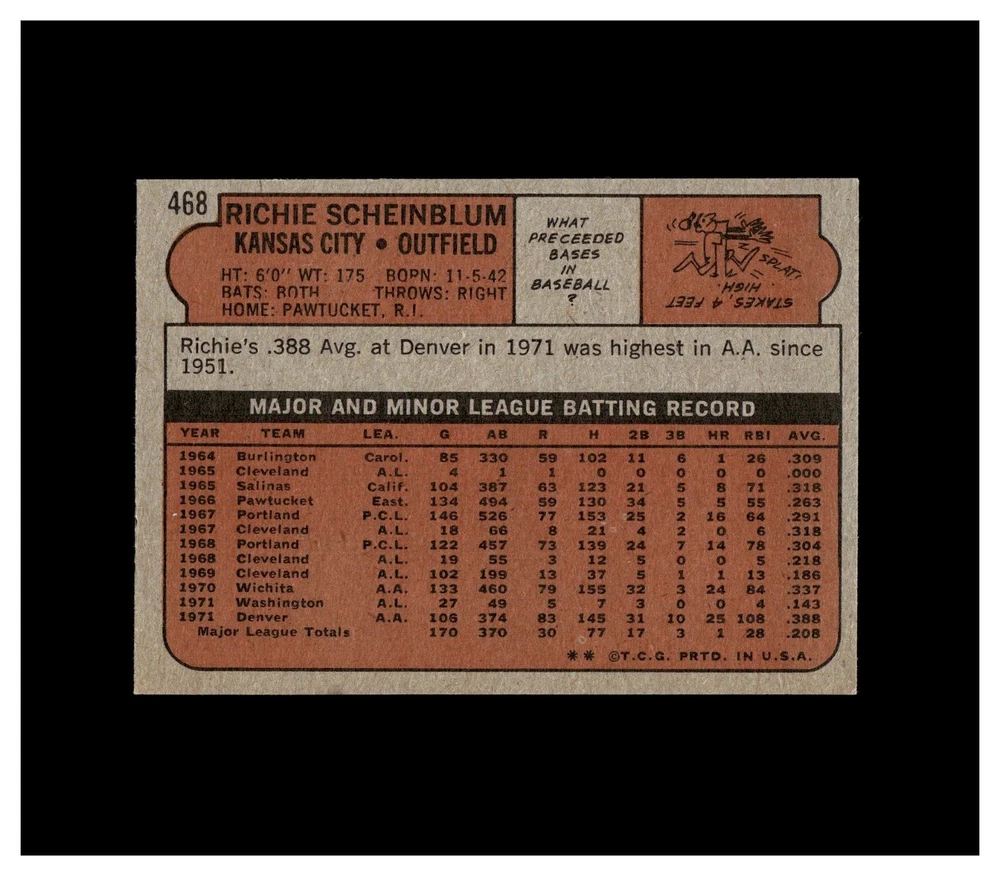 468
RICHIE SCHEINBLUM
KANSAS CITY • OUTFIELD
HT: 6'0" WT: 175 BORN: 11-5-42
BATS: BOTH THROWS: RIGHT
HOME: PAWTUCKET, R.I.
WHAT
PRECEEDED
BASES
IN
BASEBALL
?
SPLAT!
STAKES, 4 FEET
HIGH.
Richie's .388 Avg. at Denver in 1971 was highest in A.A. since
1951.
MAJOR AND MINOR LEAGUE BATTING RECORD
YEAR TEAM LEA. G AB R H 2B 3B HR RBI AVG.
1964 Burlington Carol. 85 330 59 102 11 6 1 26 .309
1965 Cleveland A.L. 4 1 1 0 0 0 0 0 .000
1965 Salinas Calif. 104 387 63 123 21 5 8 71 .318
1966 Pawtucket East. 134 494 59 130 34 5 5 55 .263
1967 Portland P.C.L. 146 526 77 153 25 2 16 64 .291
1967 Cleveland A.L. 18 66 8 21 4 2 0 6 .318
1968 Portland P.C.L. 122 457 73 139 24 7 14 78 .304
1968 Cleveland A.L. 19 55 3 12 5 0 0 5 .218
1969 Cleveland A.L. 102 199 13 37 5 1 1 13 .186
1970 Wichita A.A. 133 460 79 155 32 3 24 84 .337
1971 Washington A.L. 27 49 5 7 3 0 0 4 .143
1971 Denver A.A. 106 374 83 145 31 10 25 108 .388
Major League Totals 170 370 30 77 17 3 1 28 .208
** ©T.C.G. PRTD. IN U.S.A.